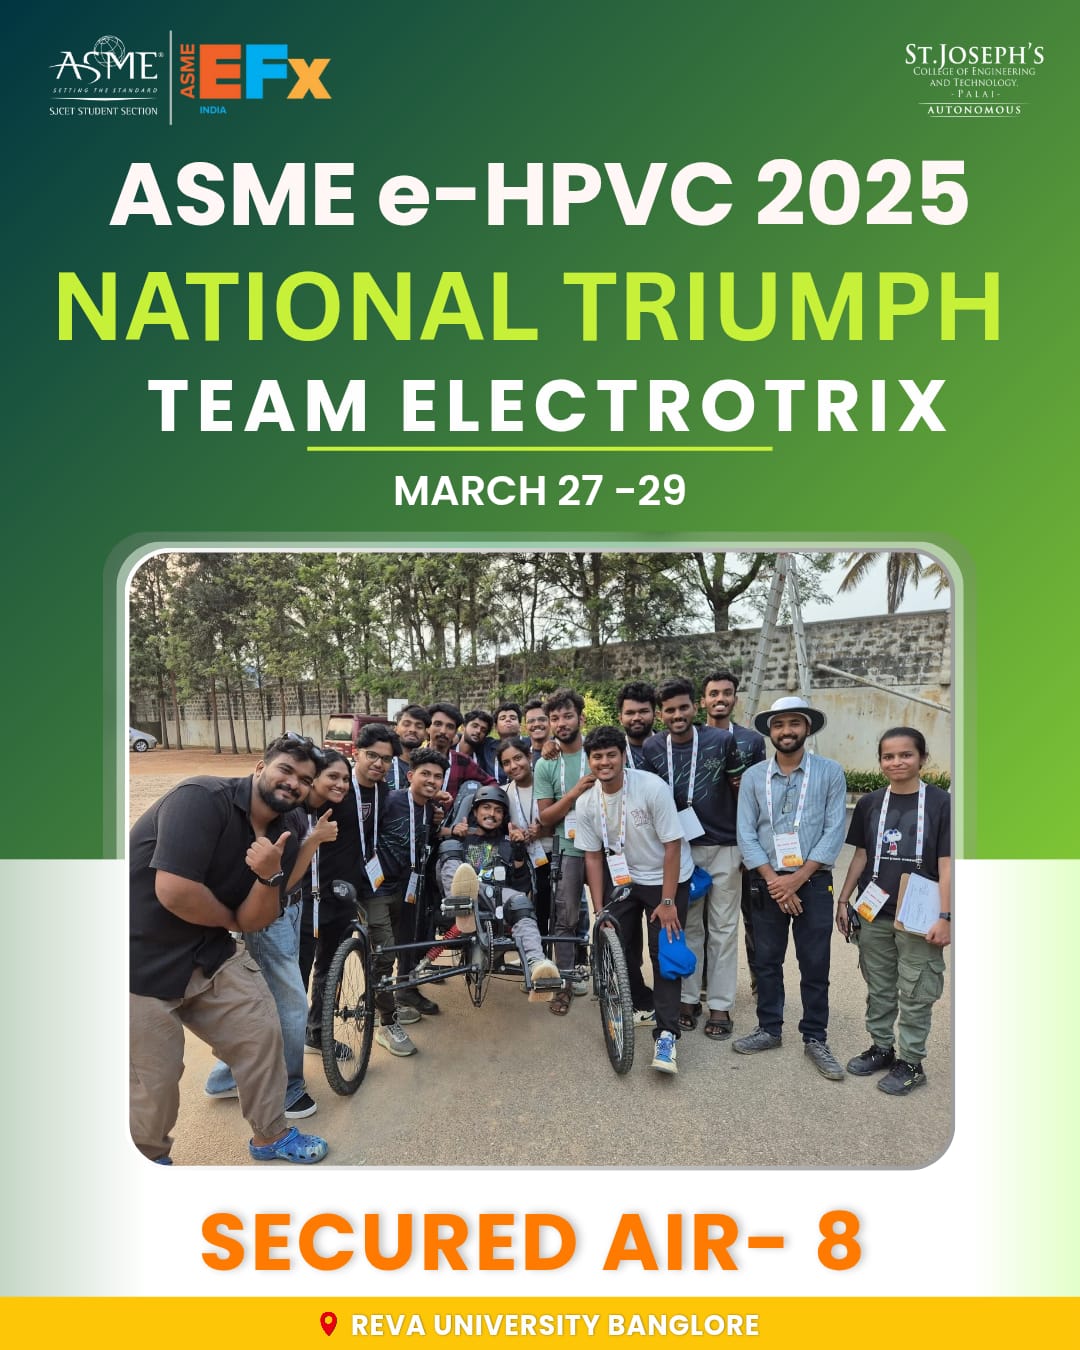 ASME
SETTING THE STANDARD
SJCET STUDENT SECTION
ASME
EFx
INDIA
ST.JOSEPH'S
COLLEGE OF ENGINEERING
AND TECHNOLOGY,
- PALAI-
AUTONOMOUS
ASME e-HPVC 2025
NATIONAL TRIUMPH
TEAM ELECTROTRIX
MARCH 27 -29
SECURED AIR- 8
REVA UNIVERSITY BANGLORE